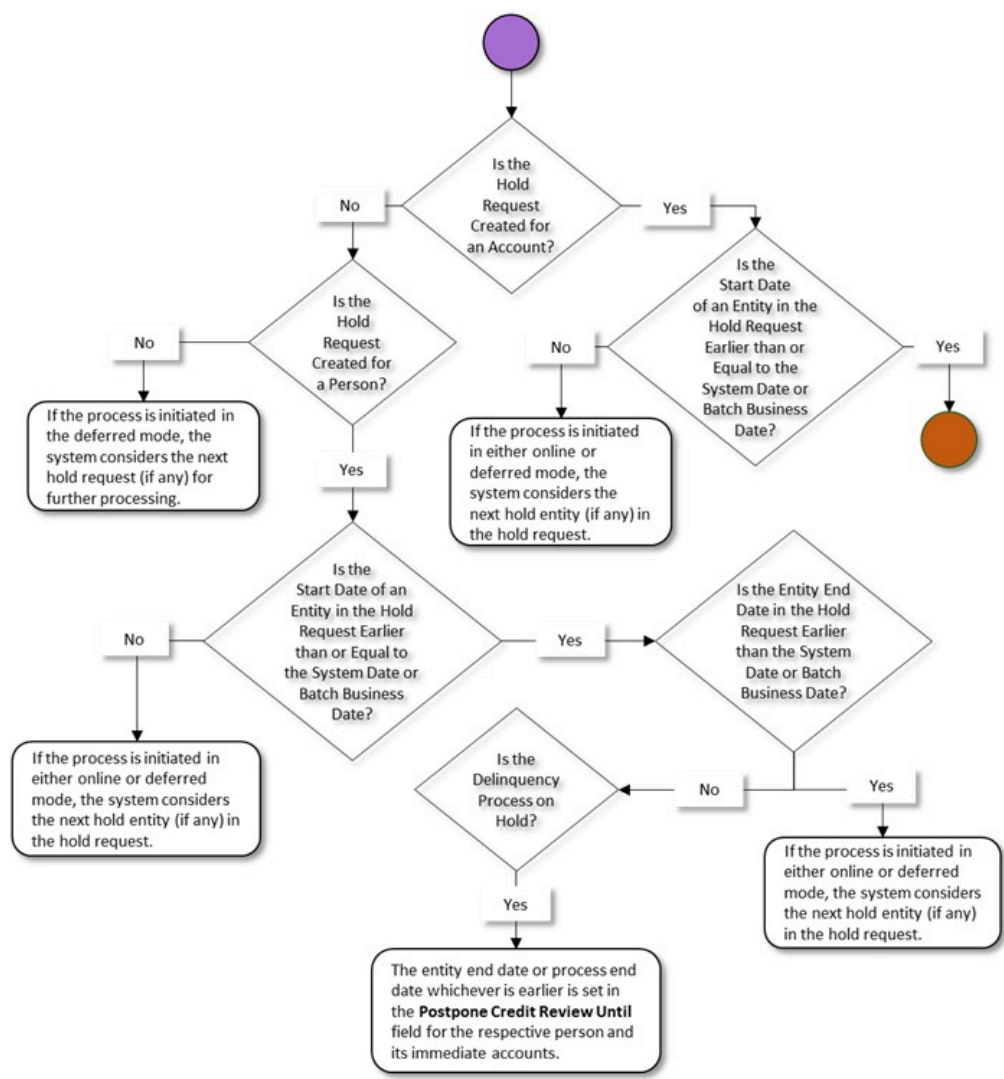 Is the
Hold
Request
Created for
an Account?
No
Yes
Is the
Hold
Request
Created for
a Person?
Is the
Start Date
of an Entity in the
Hold Request
Earlier than or
Equal to the
System Date or
Batch Business
Date?
No
No
Yes
If the process is initiated in
the deferred mode, the
system considers the next
hold request (if any) for
further processing.
If the process is initiated
in either online or
deferred mode, the
system considers the
next hold entity (if any) in
the hold request.
Yes
Is the
Start Date of an
Entity in the Hold
Request Earlier
than or Equal to
the System Date or
Batch Business
Date?
Is the Entity End
Date in the Hold
Request Earlier
than the System
Date or Batch
Business Date?
No
Yes
If the process is initiated in
either online or deferred
mode, the system considers
the next hold entity (if any) in
the hold request.
Is the
Delinquency
Process on
Hold?
No
Yes
If the process is initiated in
either online or deferred
mode, the system considers
the next hold entity (if any)
in the hold request.
Yes
The entity end date or process end
date whichever is earlier is set in
the Postpone Credit Review Until
field for the respective person and
its immediate accounts.